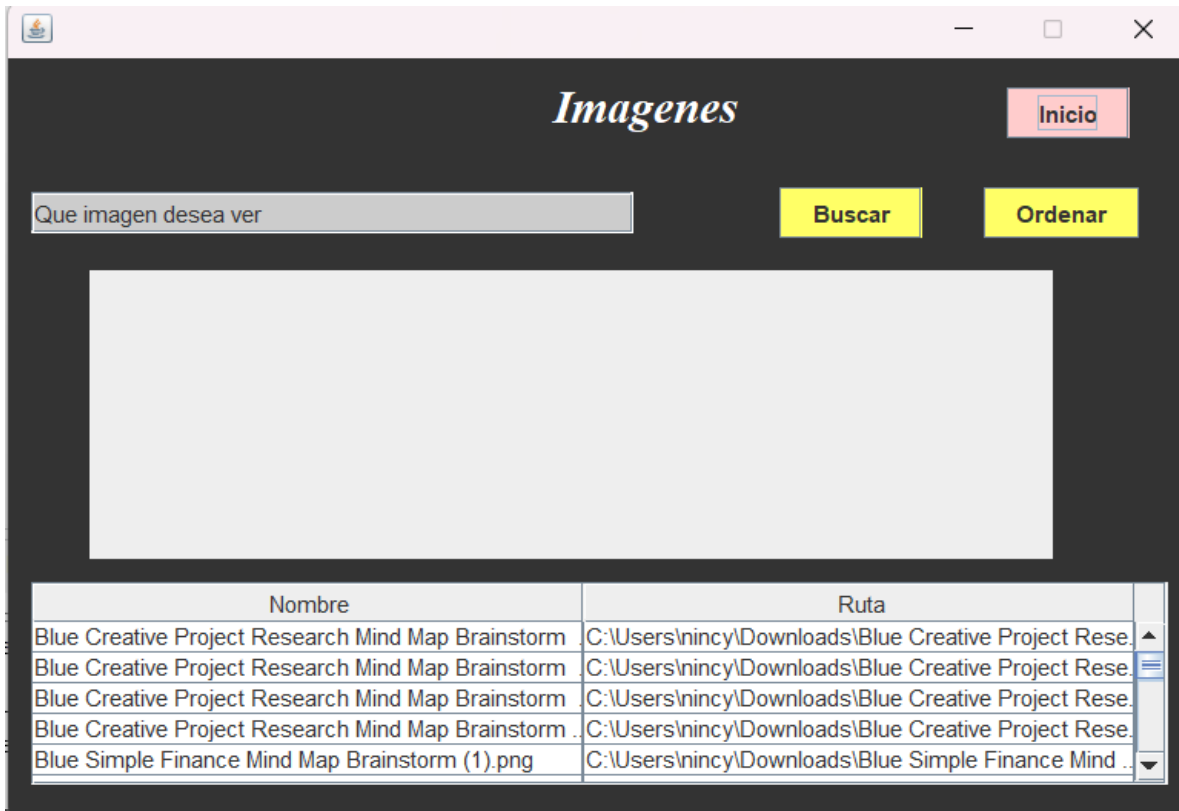 Imagenes
Inicio
Que imagen desea ver
Buscar
Ordenar
Nombre Ruta
Blue Creative Project Research Mind Map Brainstorm . C:\Users\nincy\Downloads\Blue Creative Project Rese.
Blue Creative Project Research Mind Map Brainstorm . C:\Users\nincy\Downloads\Blue Creative Project Rese.
Blue Creative Project Research Mind Map Brainstorm . C:\Users\nincy\Downloads\Blue Creative Project Rese.
Blue Creative Project Research Mind Map Brainstorm .. C:\Users\nincy\Downloads\Blue Creative Project Rese.
Blue Simple Finance Mind Map Brainstorm (1).png C:\Users\nincy\Downloads\Blue Simple Finance Mind ..